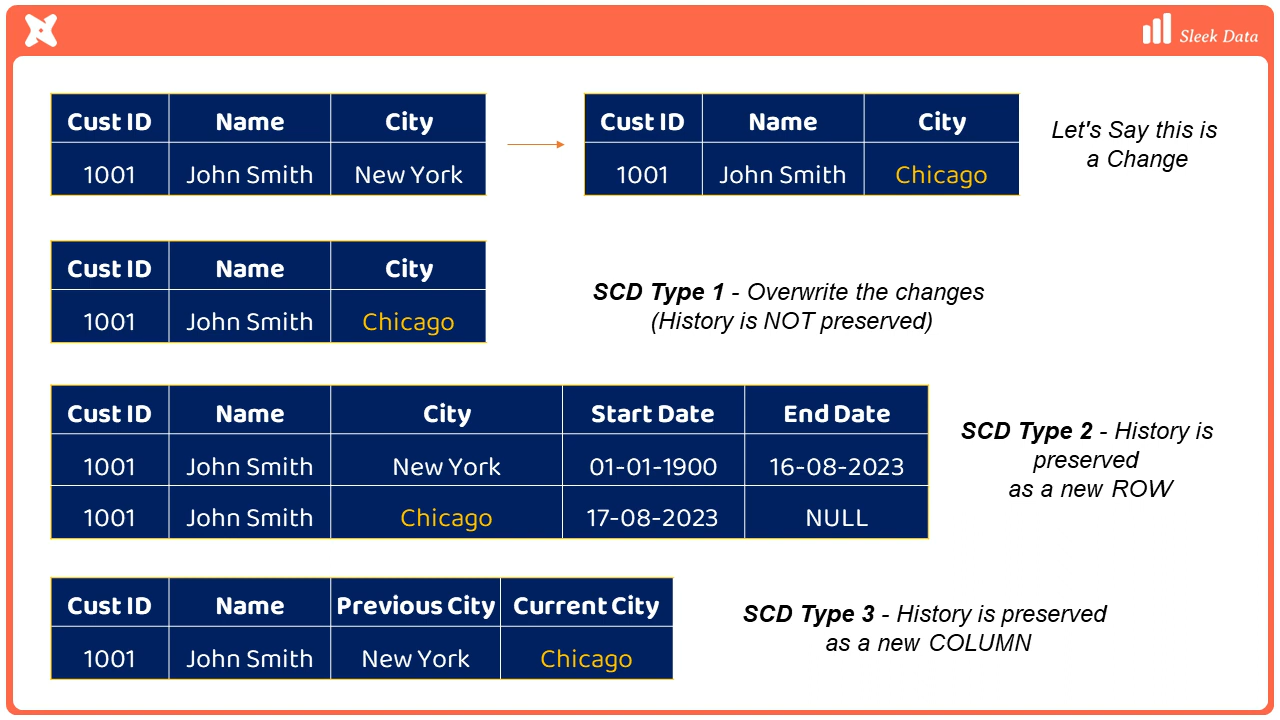 Sleek Data
Cust ID Name City
1001 John Smith New York
Cust ID Name City
1001 John Smith Chicago
Let's Say this is
a Change
Cust ID Name City
1001 John Smith Chicago
SCD Type 1 - Overwrite the changes
(History is NOT preserved)
Cust ID Name City Start Date End Date
1001 John Smith New York 01-01-1900 16-08-2023
1001 John Smith Chicago 17-08-2023 NULL
SCD Type 2 - History is
preserved
as a new ROW
Cust ID Name Previous City Current City
1001 John Smith New York Chicago
SCD Type 3 - History is preserved
as a new COLUMN